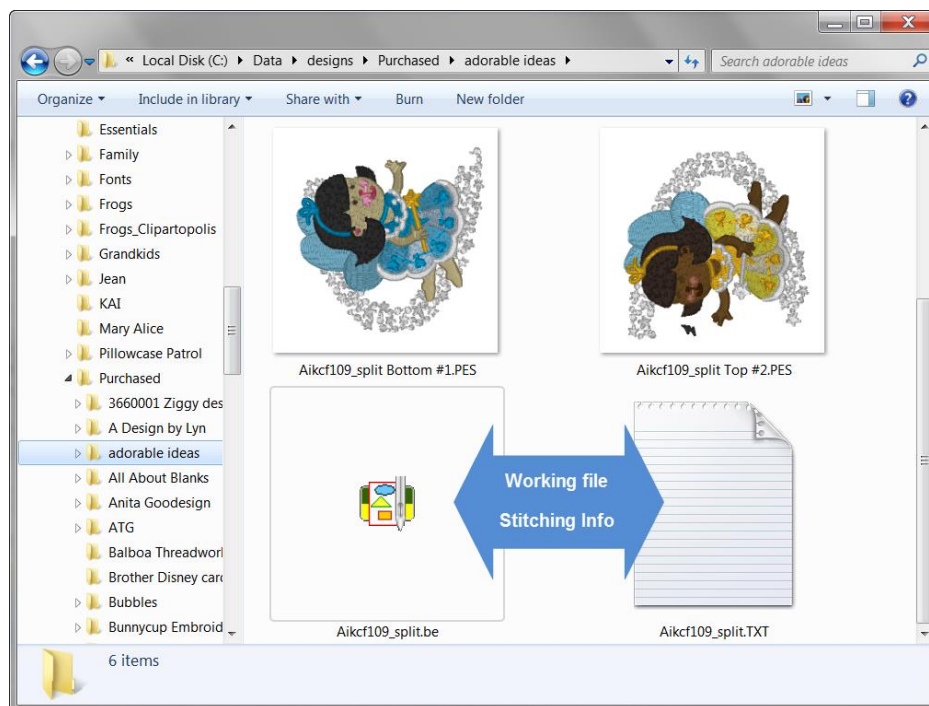 « Local Disk (C:) Data designs Purchased adorable ideas
Search adorable ideas
Organize Include in library Share with Burn New folder
Essentials
Family
Fonts
Frogs
Frogs_Clipartopolis
Grandkids
Jean
KAI
Mary Alice
Pillowcase Patrol
Purchased
3660001 Ziggy des
A Design by Lyn
adorable ideas
All About Blanks
Anita Goodesign
ATG
Balboa Threadworl
Brother Disney card
Bubbles
Bunnycup Embroid
Aikcf109_split Bottom #1.PES
Aikcf109_split Top #2.PES
Working file
Stitching Info
Aikcf109_split.be
Aikcf109_split.TXT
6 items